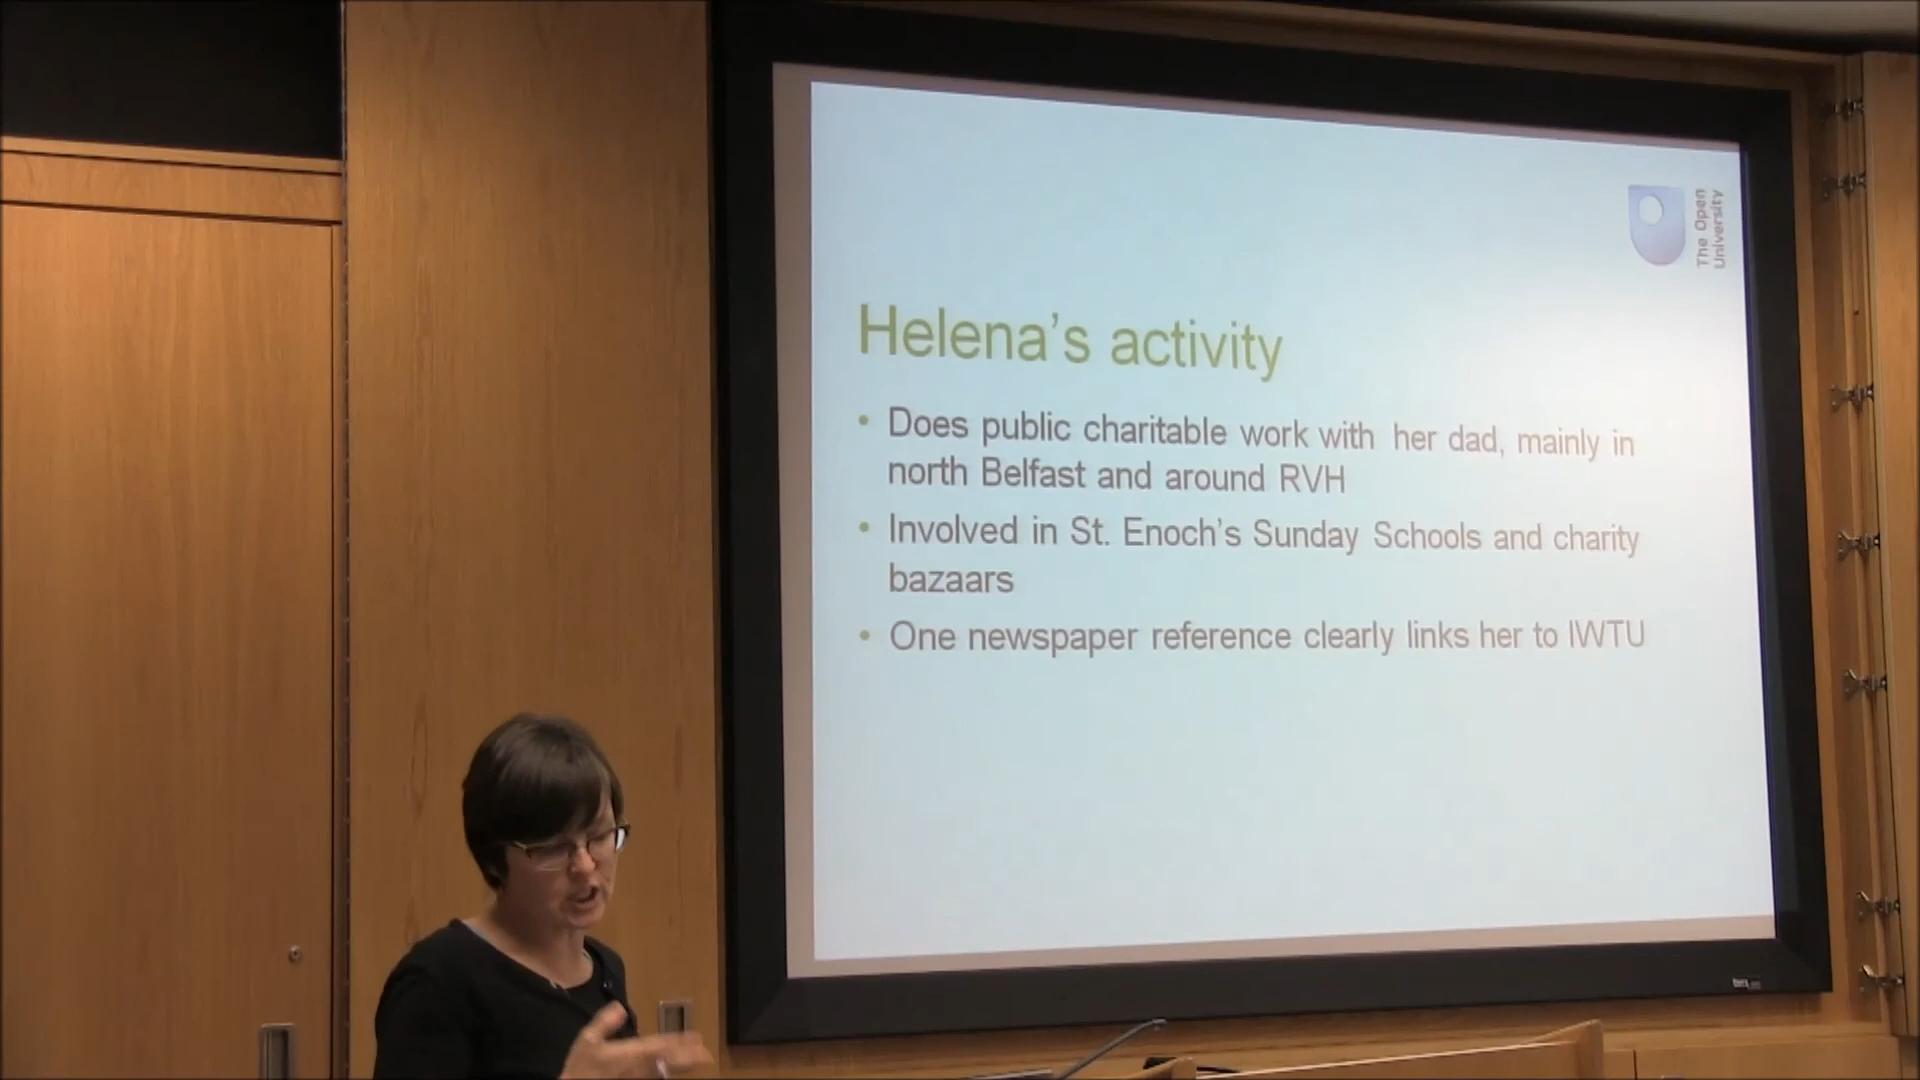 The Open
University
Helena's activity
• Does public charitable work with her dad, mainly in
north Belfast and around RVH
• Involved in St. Enoch's Sunday Schools and charity
bazaars
• One newspaper reference clearly links her to IWTU